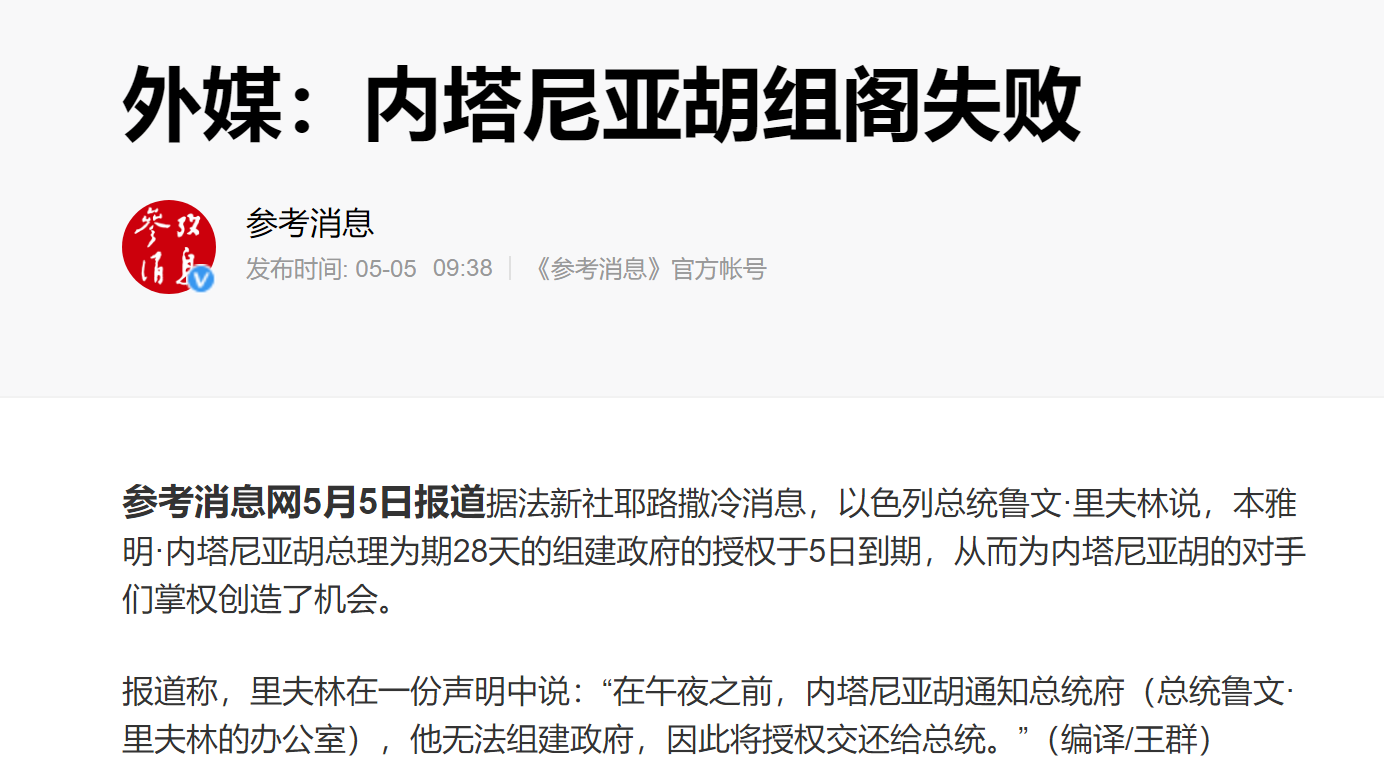 外媒：内塔尼亚胡组阁失败
參攷
消息
参考消息
发布时间: 05-05 09:38 《参考消息》官方帐号
参考消息网5月5日报道据法新社耶路撒冷消息，以色列总统鲁文·里夫林说，本雅
明·内塔尼亚胡总理为期28天的组建政府的授权于5日到期，从而为内塔尼亚胡的对手
们掌权创造了机会。
报道称，里夫林在一份声明中说：“在午夜之前，内塔尼亚胡通知总统府（总统鲁文·
里夫林的办公室），他无法组建政府，因此将授权交还给总统。”（编译/王群）